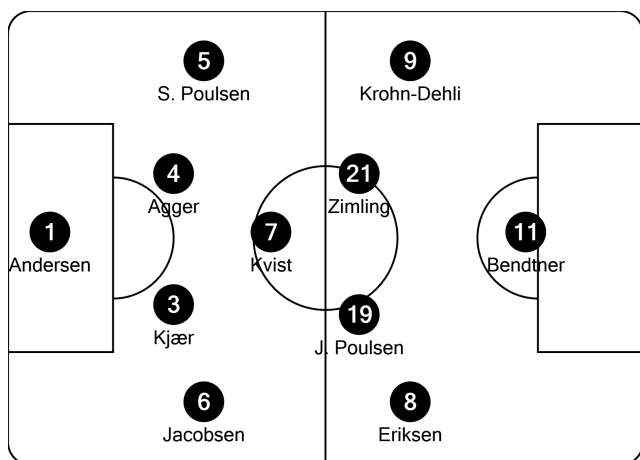 5
S. Poulsen
9
Krohn-Dehli
4
Agger
21
Zimling
1
Andersen
7
Kvist
11
Bendtner
3
Kjær
19
J. Poulsen
6
Jacobsen
8
Eriksen